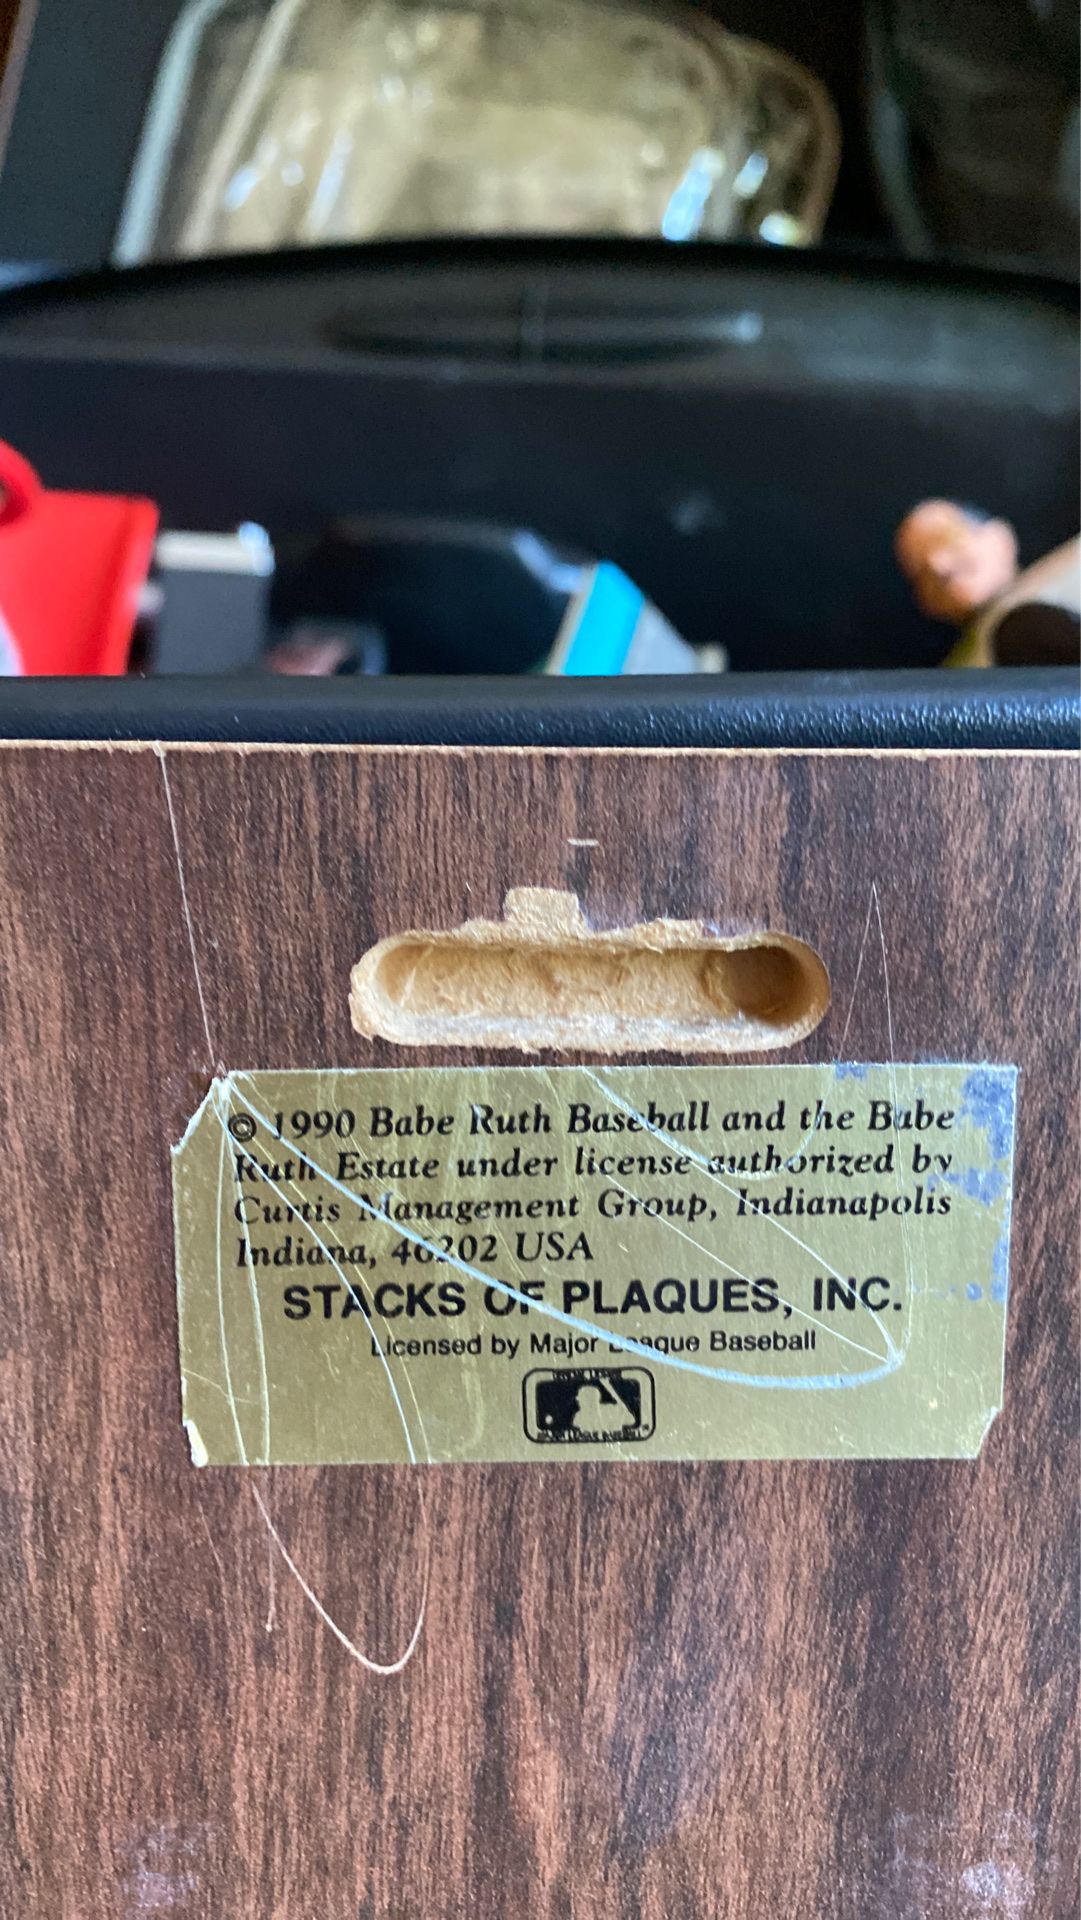 © 1990 Babe Ruth Baseball and the Babe
Ruth Estate under license authorized by
Curtis Management Group, Indianapolis
Indiana, 46202 USA
STACKS OF PLAQUES, INC.
Licensed by Major League Baseball